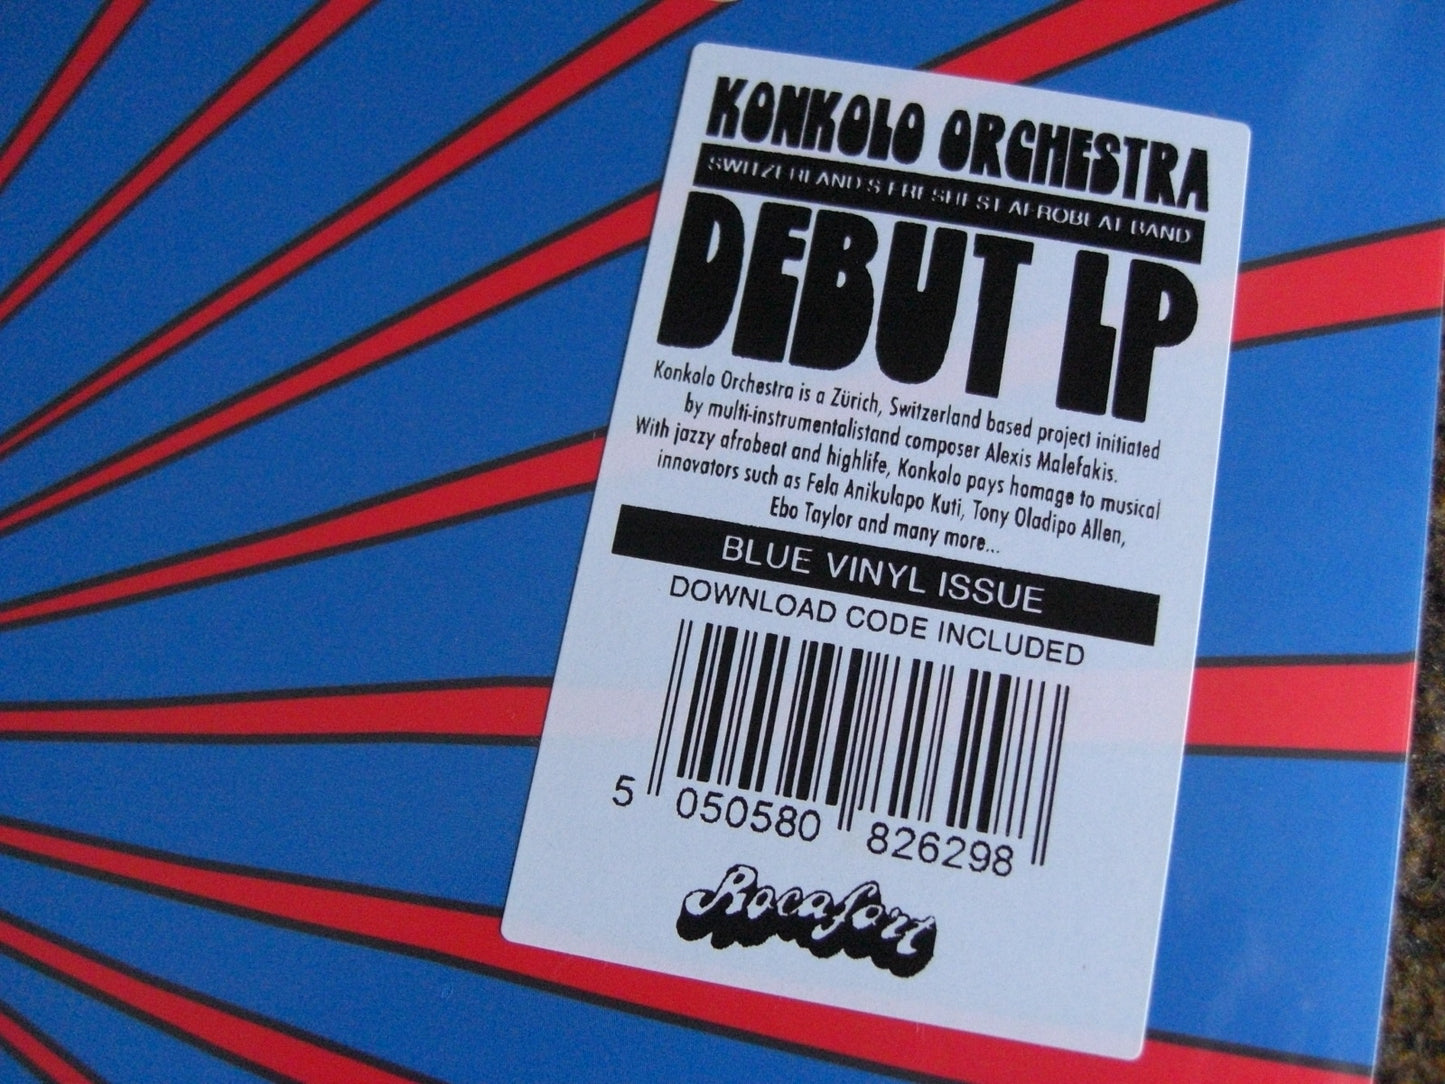 KONKOLO ORCHESTRA
SWITZERLAND'S FRESHEST AFROBEAT BAND
DEBUT LP
Konkolo Orchestra is a Zürich, Switzerland based project initiated
by multi-instrumentalistand composer Alexis Malefakis.
With jazzy afrobeat and highlife, Konkolo pays homage to musical
innovators such as Fela Anikulapo Kuti, Tony Oladipo Allen,
Ebo Taylor and many more...
BLUE VINYL ISSUE
DOWNLOAD CODE INCLUDED
5 050580 826298
Rocafort